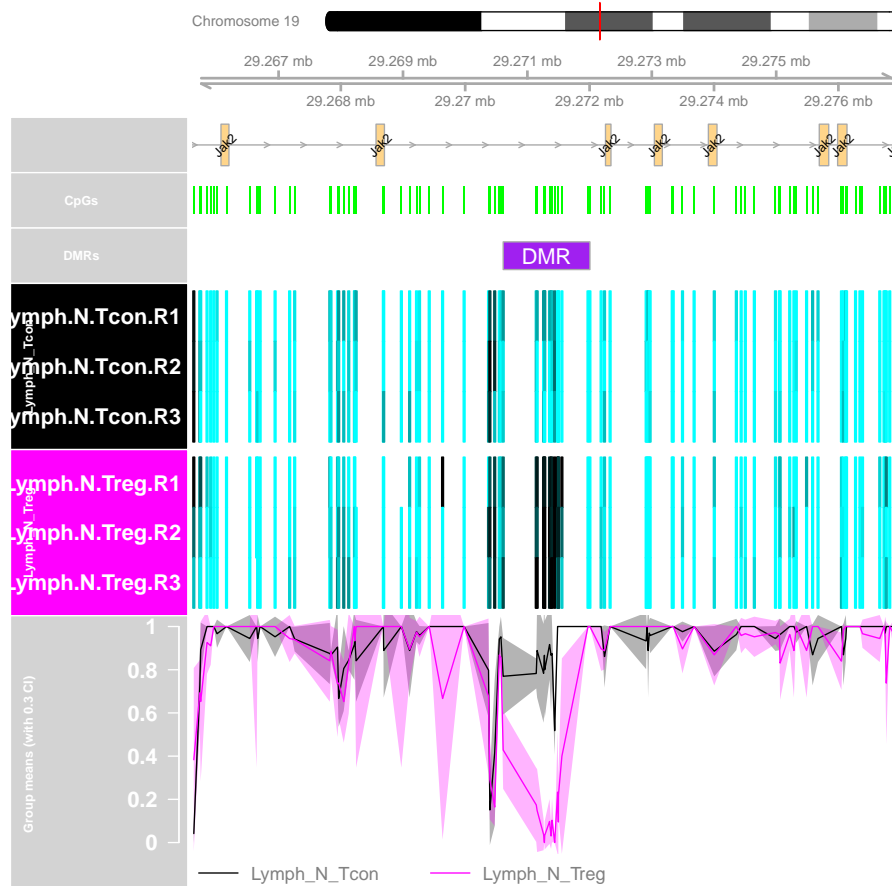 Chromosome 19
29.267 mb 29.269 mb 29.271 mb 29.273 mb 29.275 mb
29.268 mb 29.27 mb 29.272 mb 29.274 mb 29.276 mb
Jak2 Jak2 Jak2 Jak2 Jak2 Jak2 Jak2
CpGs
DMRs
DMR
Lymph_N_Tcon
ymph.N.Tcon.R1
ymph.N.Tcon.R2
ymph.N.Tcon.R3
Lymph_N_Treg
Lymph.N.Treg.R1
Lymph.N.Treg.R2
Lymph.N.Treg.R3
Group means (with 0.3 CI)
1
0.8
0.6
0.4
0.2
0
Lymph_N_Tcon Lymph_N_Treg